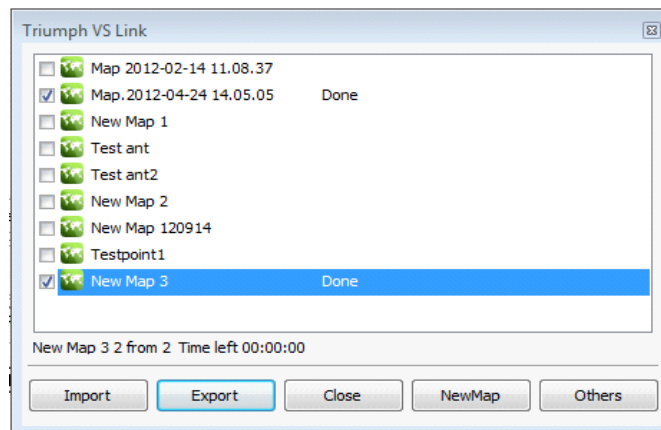 Triumph VS Link
Map 2012-02-14 11.08.37
Map.2012-04-24 14.05.05 Done
New Map 1
Test ant
Test ant2
New Map 2
New Map 120914
Testpoint1
New Map 3 Done
New Map 3 2 from 2 Time left 00:00:00
Import Export Close NewMap Others